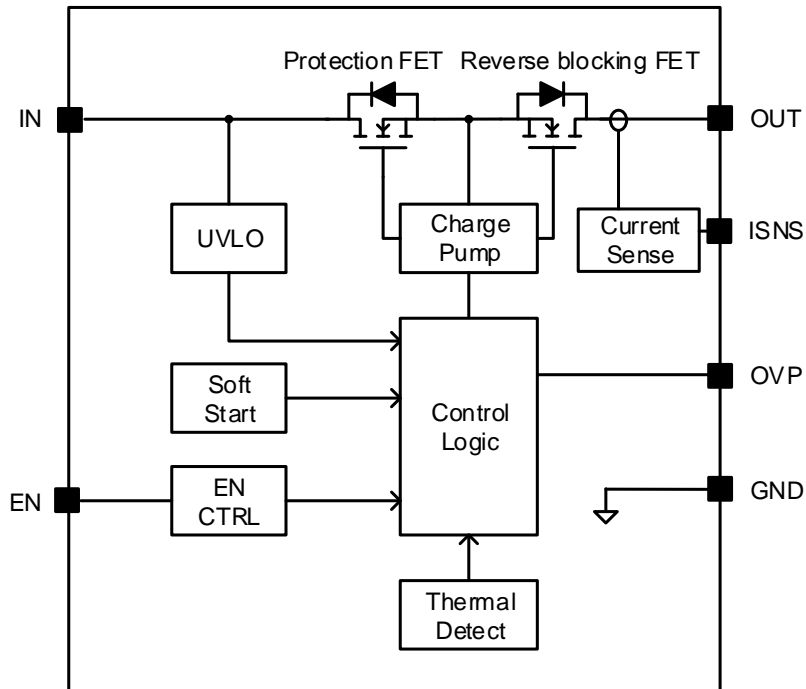 Protection FET
Reverse blocking FET
IN
OUT
UVLO
Charge
Pump
Current
Sense
ISNS
Soft
Start
Control
Logic
OVP
EN
EN
CTRL
GND
Thermal
Detect